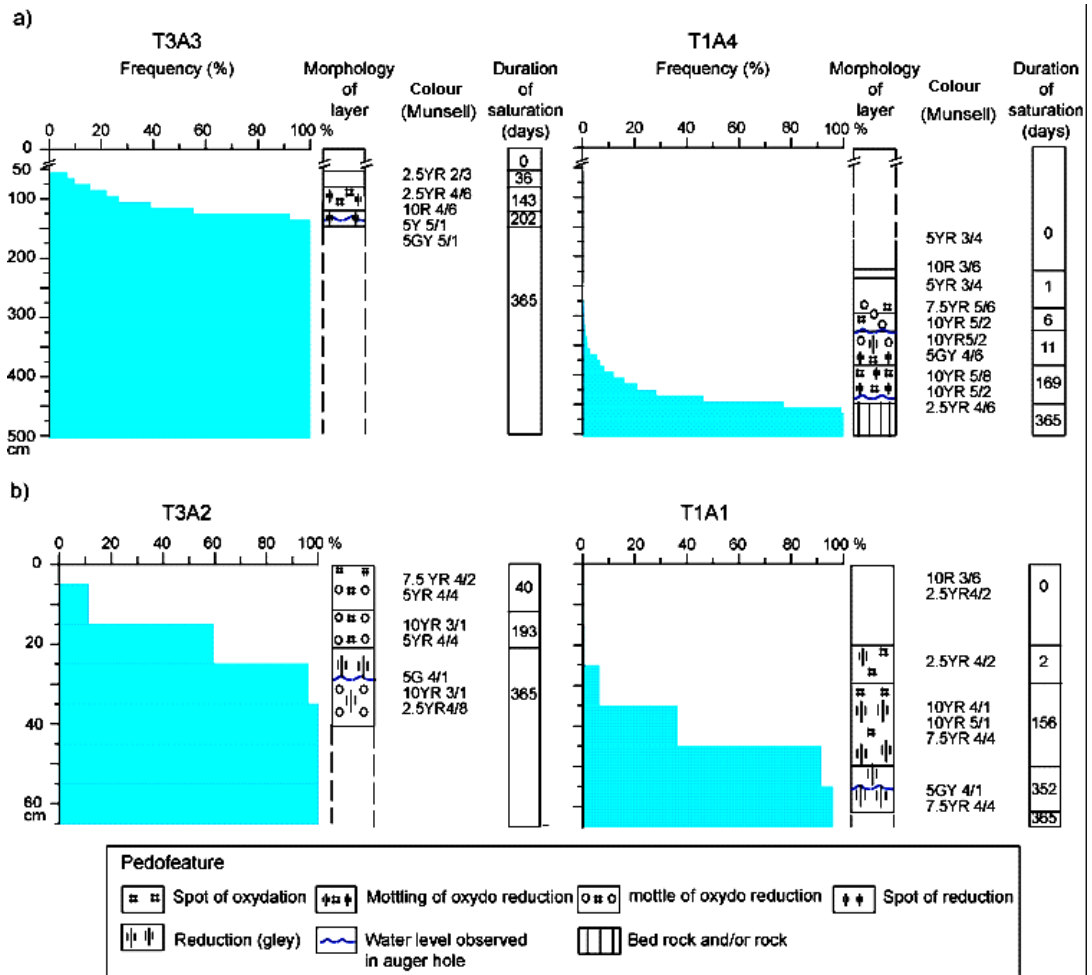 a)
T3A3
Frequency (%)
0 20 40 60 80 100 %
Morphology
of
layer
Colour
(Munsell)
Duration
of
saturation
(days)
0
50
100
150
200
300
400
500
cm
2.5YR 2/3
2.5YR 4/6
10R 4/6
5Y 5/1
5GY 5/1
0
36
143
202
365
T1A4
Frequency (%)
0 20 40 60 80 100 %
Morphology
of
layer
Colour
(Munsell)
Duration
of
saturation
(days)
5YR 3/4
10R 3/6
5YR 3/4
7.5YR 5/6
10YR 5/2
10YR5/2
5GY 4/6
10YR 5/8
10YR 5/2
2.5YR 4/6
0
1
6
11
169
365
b)
T3A2
0 20 40 60 80 100 %
0
20
40
60
cm
7.5 YR 4/2
5YR 4/4
10YR 3/1
5YR 4/4
5G 4/1
10YR 3/1
2.5YR4/8
40
193
365
T1A1
0 20 40 60 80 100 %
10R 3/6
2.5YR4/2
2.5YR 4/2
10YR 4/1
10YR 5/1
7.5YR 4/4
5GY 4/1
7.5YR 4/4
0
2
156
352
365
Pedofeature
Spot of oxydation
Mottling of oxydo reduction
mottle of oxydo reduction
Spot of reduction
Reduction (gley)
Water level observed
in auger hole
Bed rock and/or rock